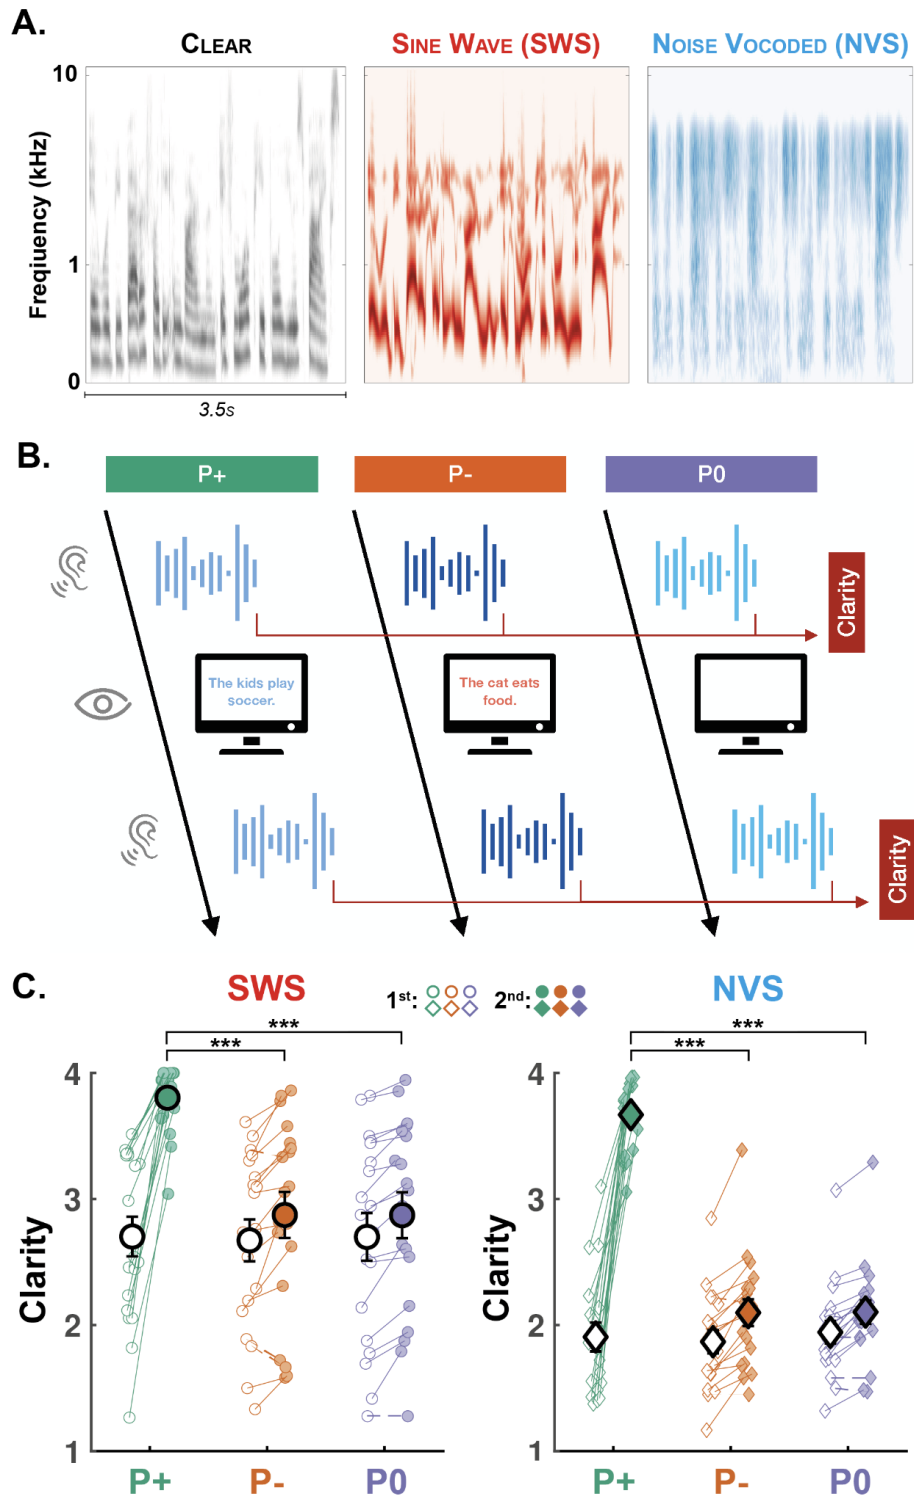 A.
CLEAR
SINE WAVE (SWS)
NOISE VOCODED (NVS)
Freqiuency (kHz)
10
1
0
3.5s
B.
P+
P-
P0
Clarity
The kids play
soccer.
The cat eats
food.
Clarity
C.
SWS
1st:
2nd:
NVS
***
***
***
***
Clarity
4
3
2
1
P+
P-
P0
Clarity
4
3
2
1
P+
P-
P0